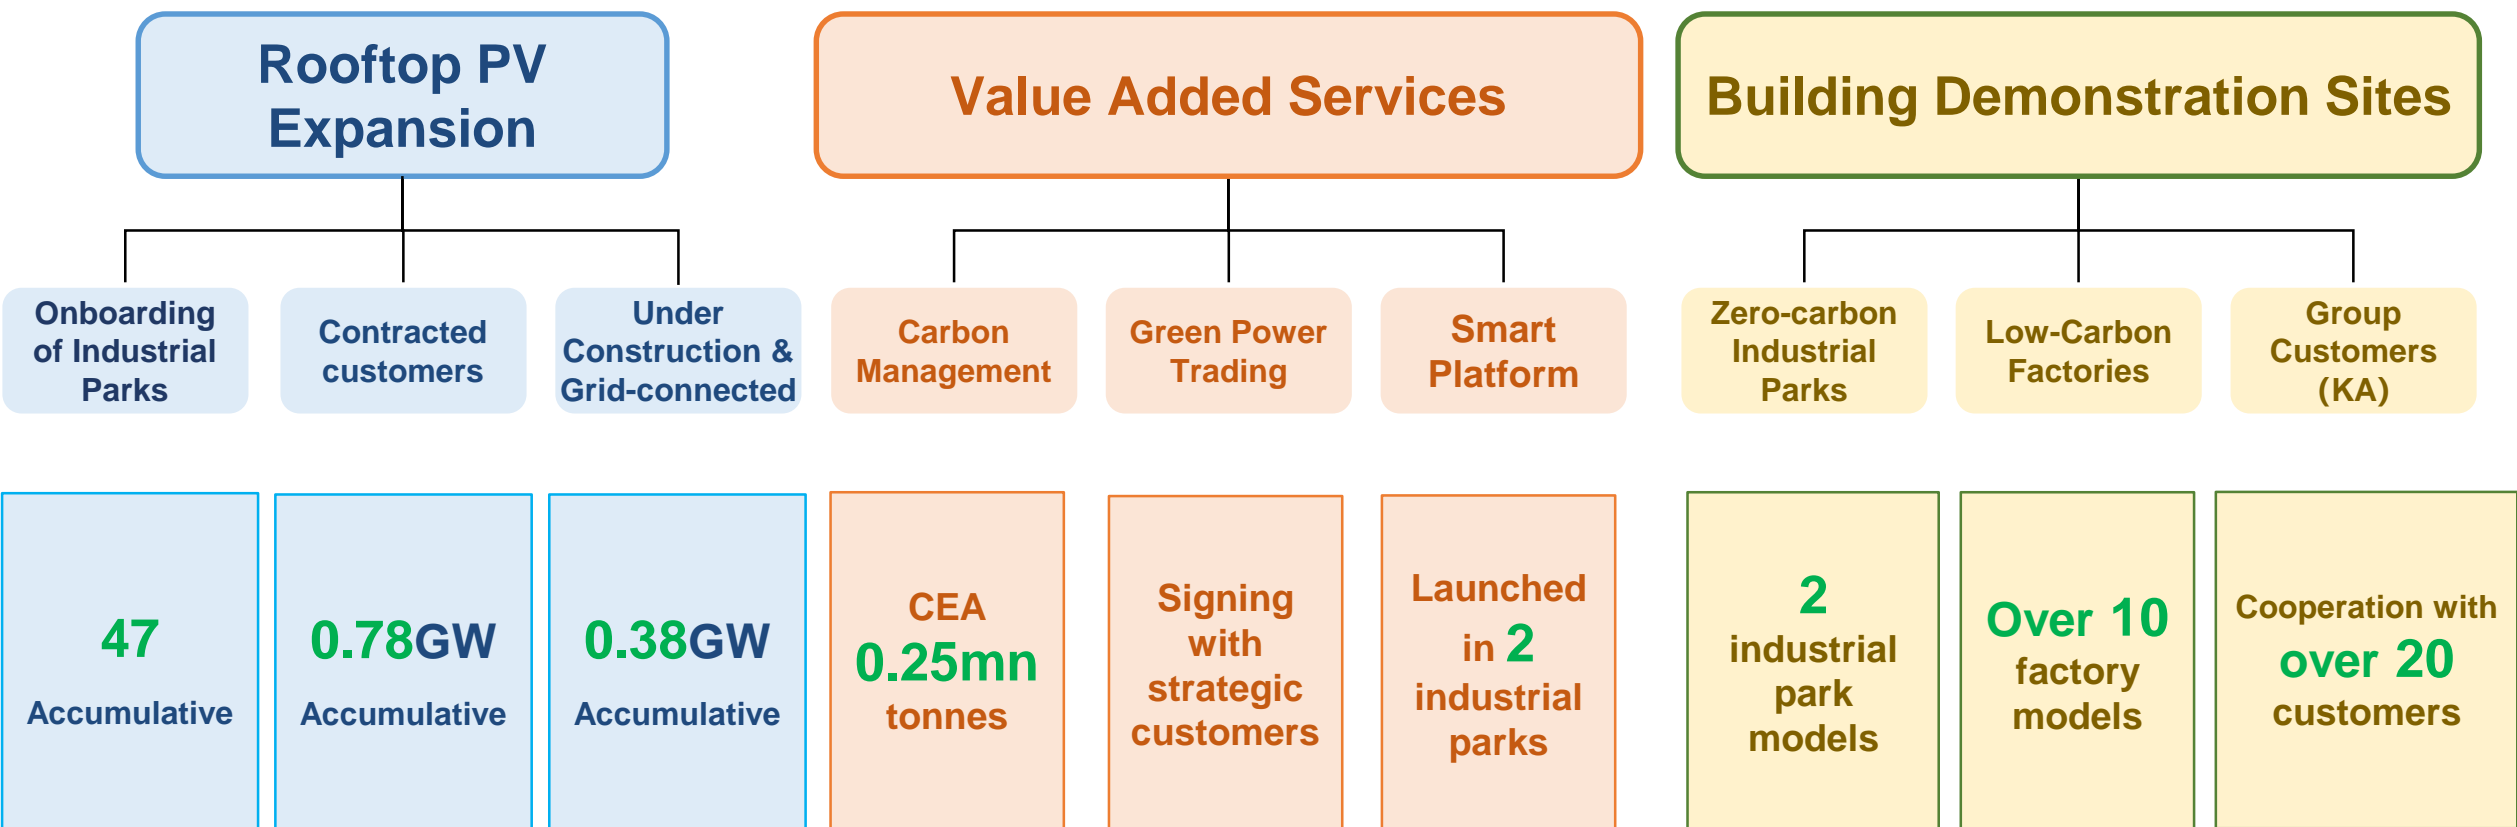 Rooftop PV
Expansion
Value Added Services
Building Demonstration Sites
Onboarding
of Industrial
Parks
Contracted
customers
Under
Construction &
Grid-connected
Carbon
Management
Green Power
Trading
Smart
Platform
Zero-carbon
Industrial
Parks
Low-Carbon
Factories
Group
Customers
(KA)
47
Accumulative
0.78GW
Accumulative
0.38GW
Accumulative
CEA
0.25mn
tonnes
Signing
with
strategic
customers
Launched
in 2
industrial
parks
2
industrial
park
models
Over 10
factory
models
Cooperation with
over 20
customers